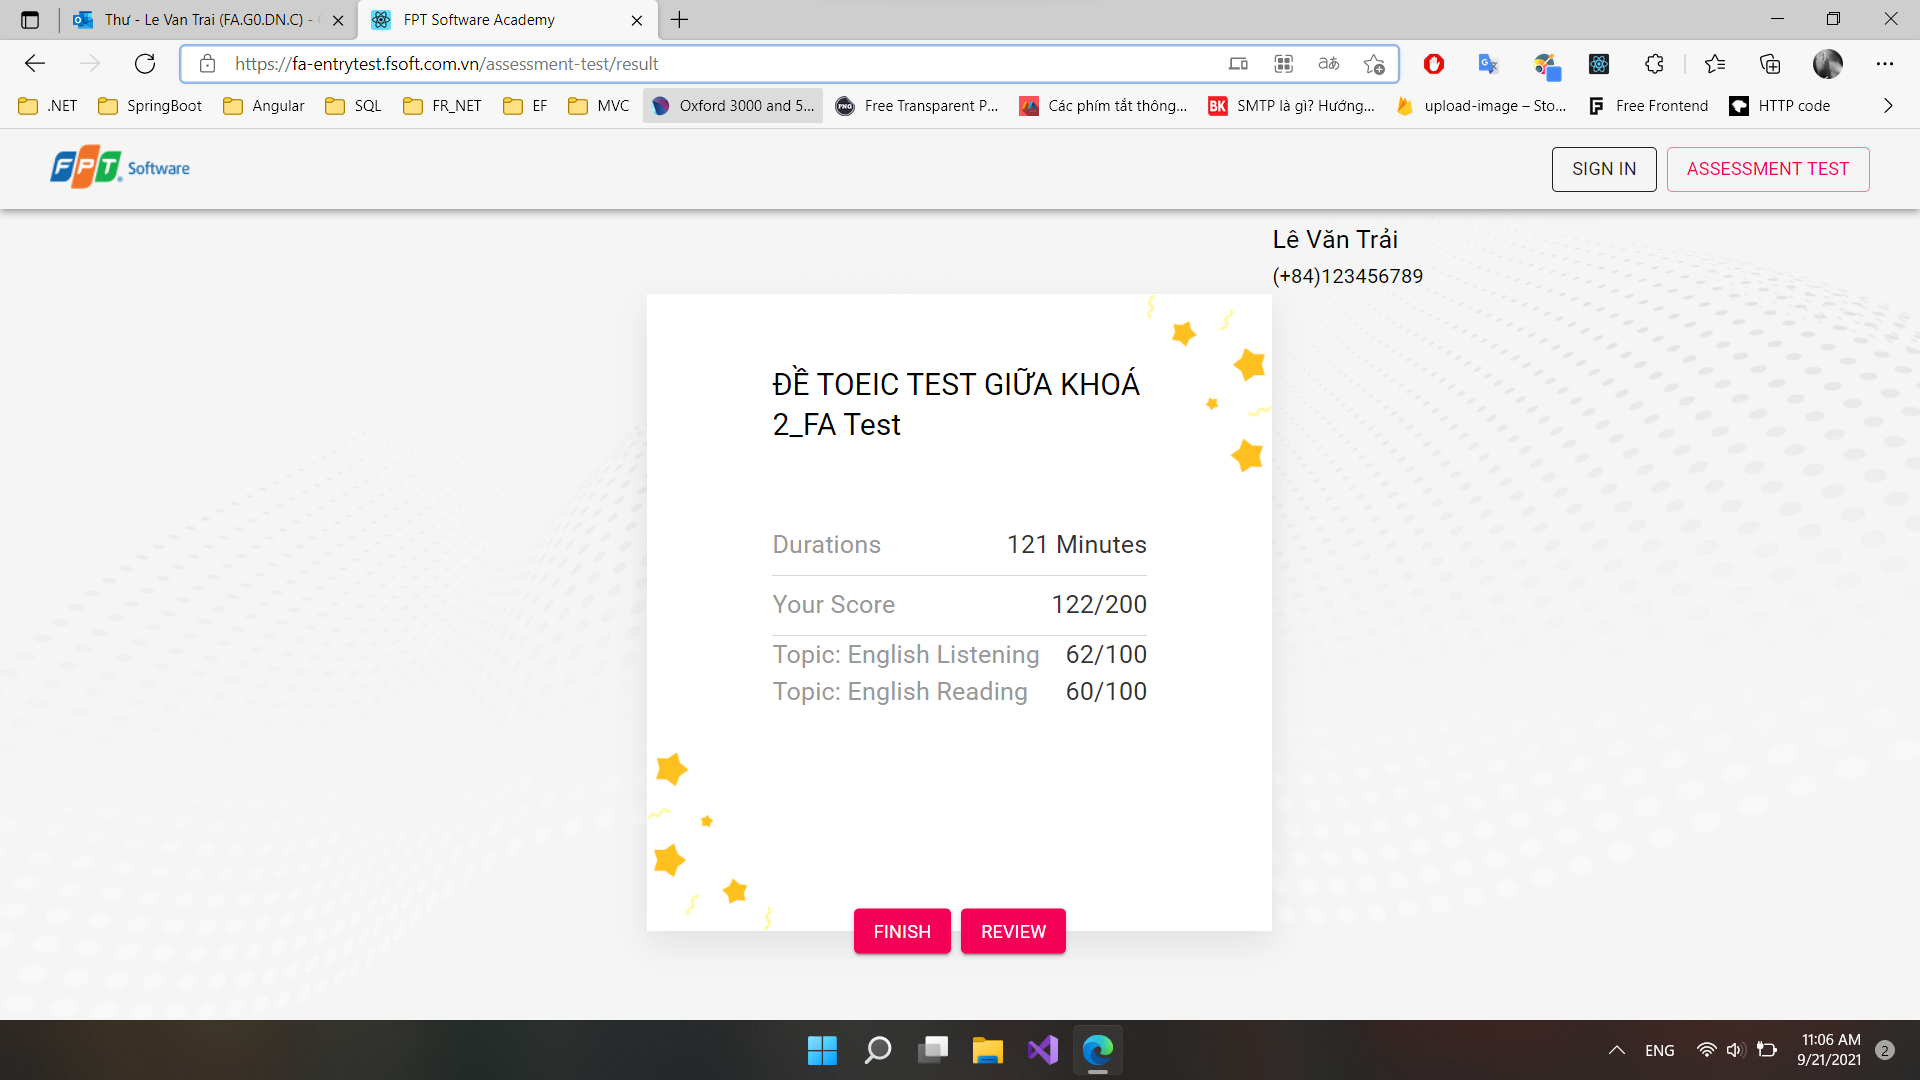 Thư - Le Van Trai (FA.G0.DN.C) -
FPT Software Academy
https://fa-entrytest.fsoft.com.vn/assessment-test/result
.NET
SpringBoot
Angular
SQL
FR_NET
EF
MVC
Oxford 3000 and 5...
Free Transparent P...
Các phím tắt thông...
SMTP là gì? Hướng...
upload-image – Sto...
Free Frontend
HTTP code
FPT Software
SIGN IN
ASSESSMENT TEST
Lê Văn Trải
(+84)123456789
ĐỀ TOEIC TEST GIỮA KHOÁ
2_FA Test
Durations 121 Minutes
Your Score 122/200
Topic: English Listening 62/100
Topic: English Reading 60/100
FINISH
REVIEW
ENG
11:06 AM
9/21/2021
2